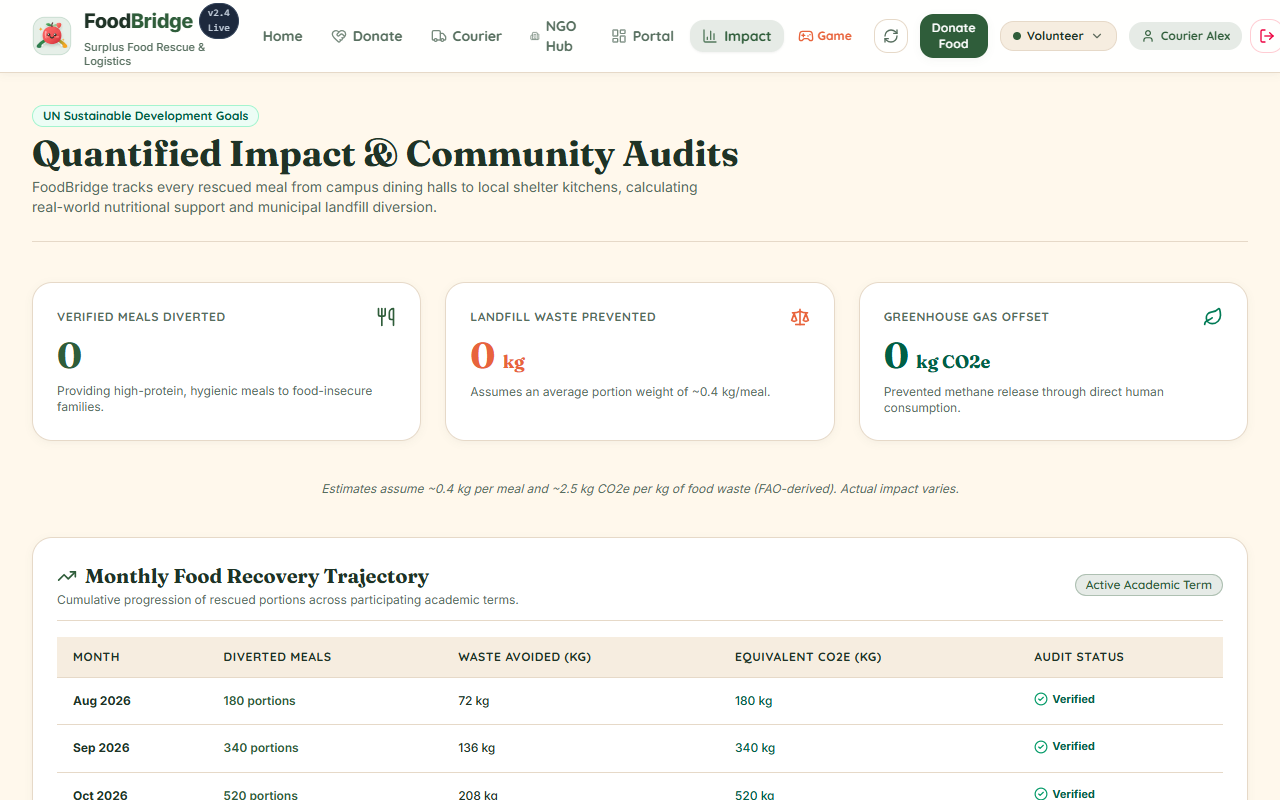 FoodBridge
v2.4
Live
Surplus Food Rescue &
Logistics
Home
Donate
Courier
NGO
Hub
Portal
Impact
Game
Donate
Food
Volunteer
Courier Alex
UN Sustainable Development Goals
Quantified Impact & Community Audits
FoodBridge tracks every rescued meal from campus dining halls to local shelter kitchens, calculating
real-world nutritional support and municipal landfill diversion.
VERIFIED MEALS DIVERTED
0
Providing high-protein, hygienic meals to food-insecure
families.
LANDFILL WASTE PREVENTED
0 kg
Assumes an average portion weight of ~0.4 kg/meal.
GREENHOUSE GAS OFFSET
0 kg CO2e
Prevented methane release through direct human
consumption.
Estimates assume ~0.4 kg per meal and ~2.5 kg CO2e per kg of food waste (FAO-derived). Actual impact varies.
Monthly Food Recovery Trajectory
Cumulative progression of rescued portions across participating academic terms.
Active Academic Term
MONTH DIVERTED MEALS WASTE AVOIDED (KG) EQUIVALENT CO2E (KG) AUDIT STATUS
Aug 2026 180 portions 72 kg 180 kg Verified
Sep 2026 340 portions 136 kg 340 kg Verified
Oct 2026 520 portions 208 kg 520 kg Verified